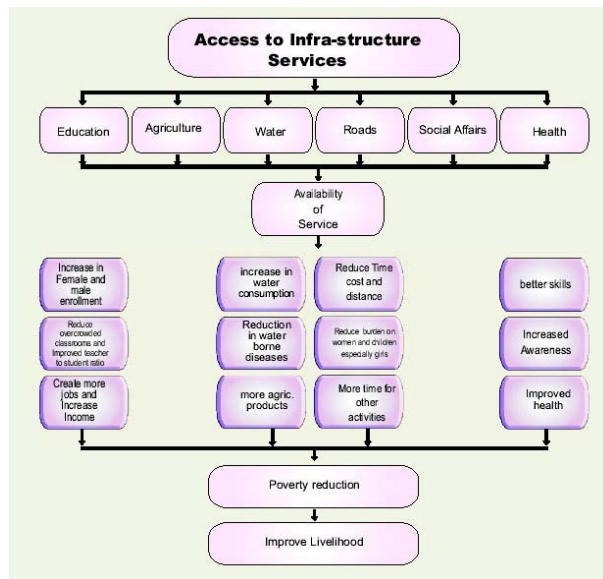 Access to Infra-structure
Services
Education
Agriculture
Water
Roads
Social Affairs
Health
Availability
of
Service
Increase in
Female and
male
enrollment
increase in
water
consumption
Reduce Time
cost and
distance
better skills
Reduce
overcrowded
classrooms and
Improved teacher
to student ratio
Reduction
in water
borne
diseases
Reduce burden on
women and children
especially girls
Increased
Awareness
Create more
jobs and
Increase
Income
more agric.
products
More time for
other
activities
Improved
health
Poverty reduction
Improve Livelihood